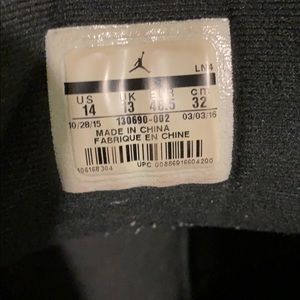 LN4
US UK EUR cm
14 13 48.5 32
10/28/15 130690-002 03/03/16
MADE IN CHINA
FABRIQUE EN CHINE
UPC 00886916604200